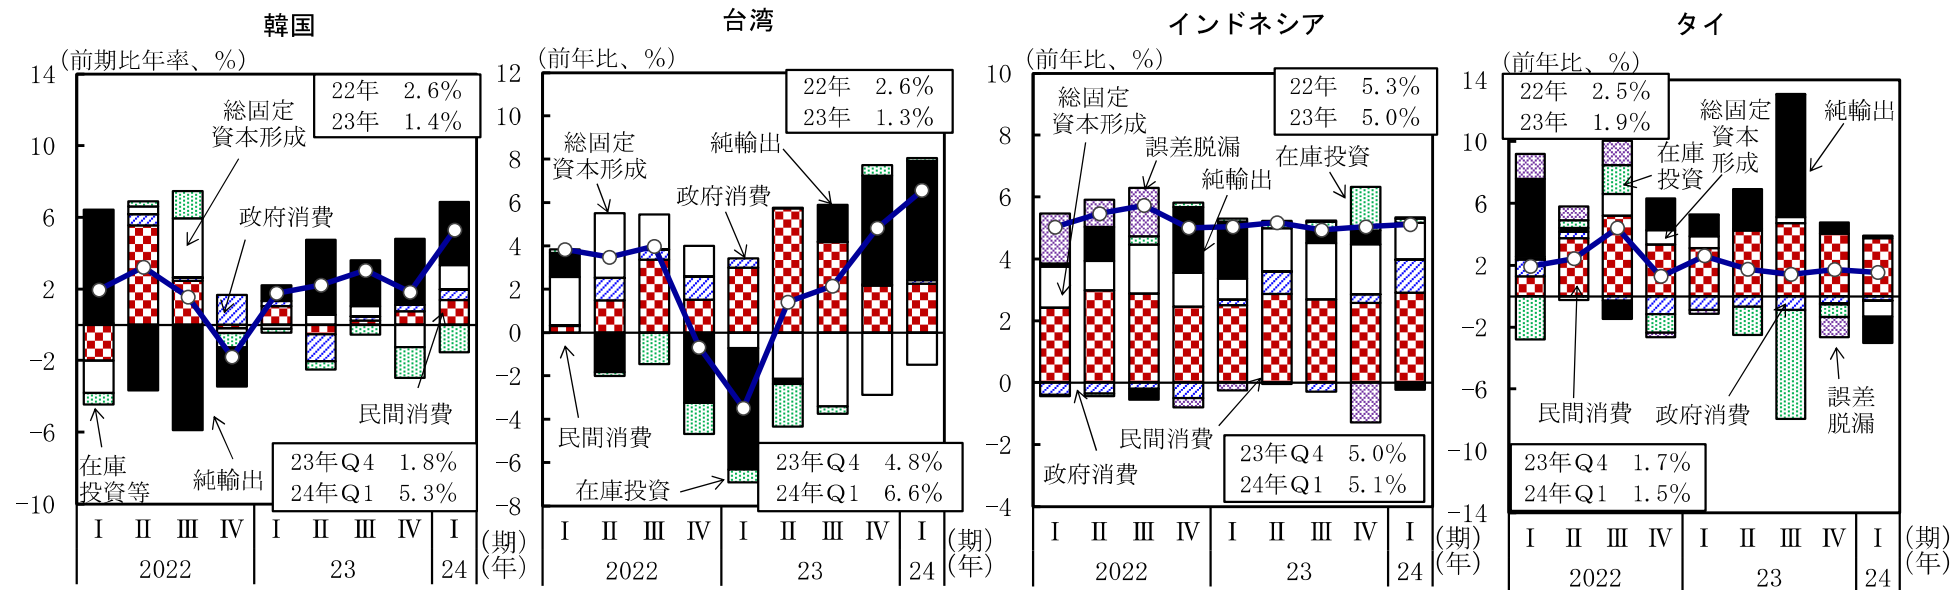 韓国
(前期比年率、%)
14
10
6
2
−2
−6
−10
22年 2.6%
23年 1.4%
総固定
資本形成
政府消費
民間消費
在庫
投資等
純輸出
23年Q4 1.8%
24年Q1 5.3%
Ⅰ Ⅱ Ⅲ Ⅳ Ⅰ Ⅱ Ⅲ Ⅳ Ⅰ (期)
2022 23 24 (年)
台湾
(前年比、%)
12
10
8
6
4
2
0
−2
−4
−6
−8
22年 2.6%
23年 1.3%
総固定
資本形成
純輸出
政府消費
民間消費
在庫投資
23年Q4 4.8%
24年Q1 6.6%
Ⅰ Ⅱ Ⅲ Ⅳ Ⅰ Ⅱ Ⅲ Ⅳ Ⅰ (期)
2022 23 24 (年)
インドネシア
(前年比、%)
10
8
6
4
2
0
−2
−4
22年 5.3%
23年 5.0%
総固定
資本形成
誤差脱漏
純輸出
在庫投資
民間消費
政府消費
23年Q4 5.0%
24年Q1 5.1%
Ⅰ Ⅱ Ⅲ Ⅳ Ⅰ Ⅱ Ⅲ Ⅳ Ⅰ (期)
2022 23 24 (年)
タイ
(前年比、%)
14
10
6
2
−2
−6
−10
−14
22年 2.5%
23年 1.9%
在庫
投資
総固定
資本
形成
純輸出
民間消費
政府消費
誤差
脱漏
23年Q4 1.7%
24年Q1 1.5%
Ⅰ Ⅱ Ⅲ Ⅳ Ⅰ Ⅱ Ⅲ Ⅳ Ⅰ (期)
2022 23 24 (年)